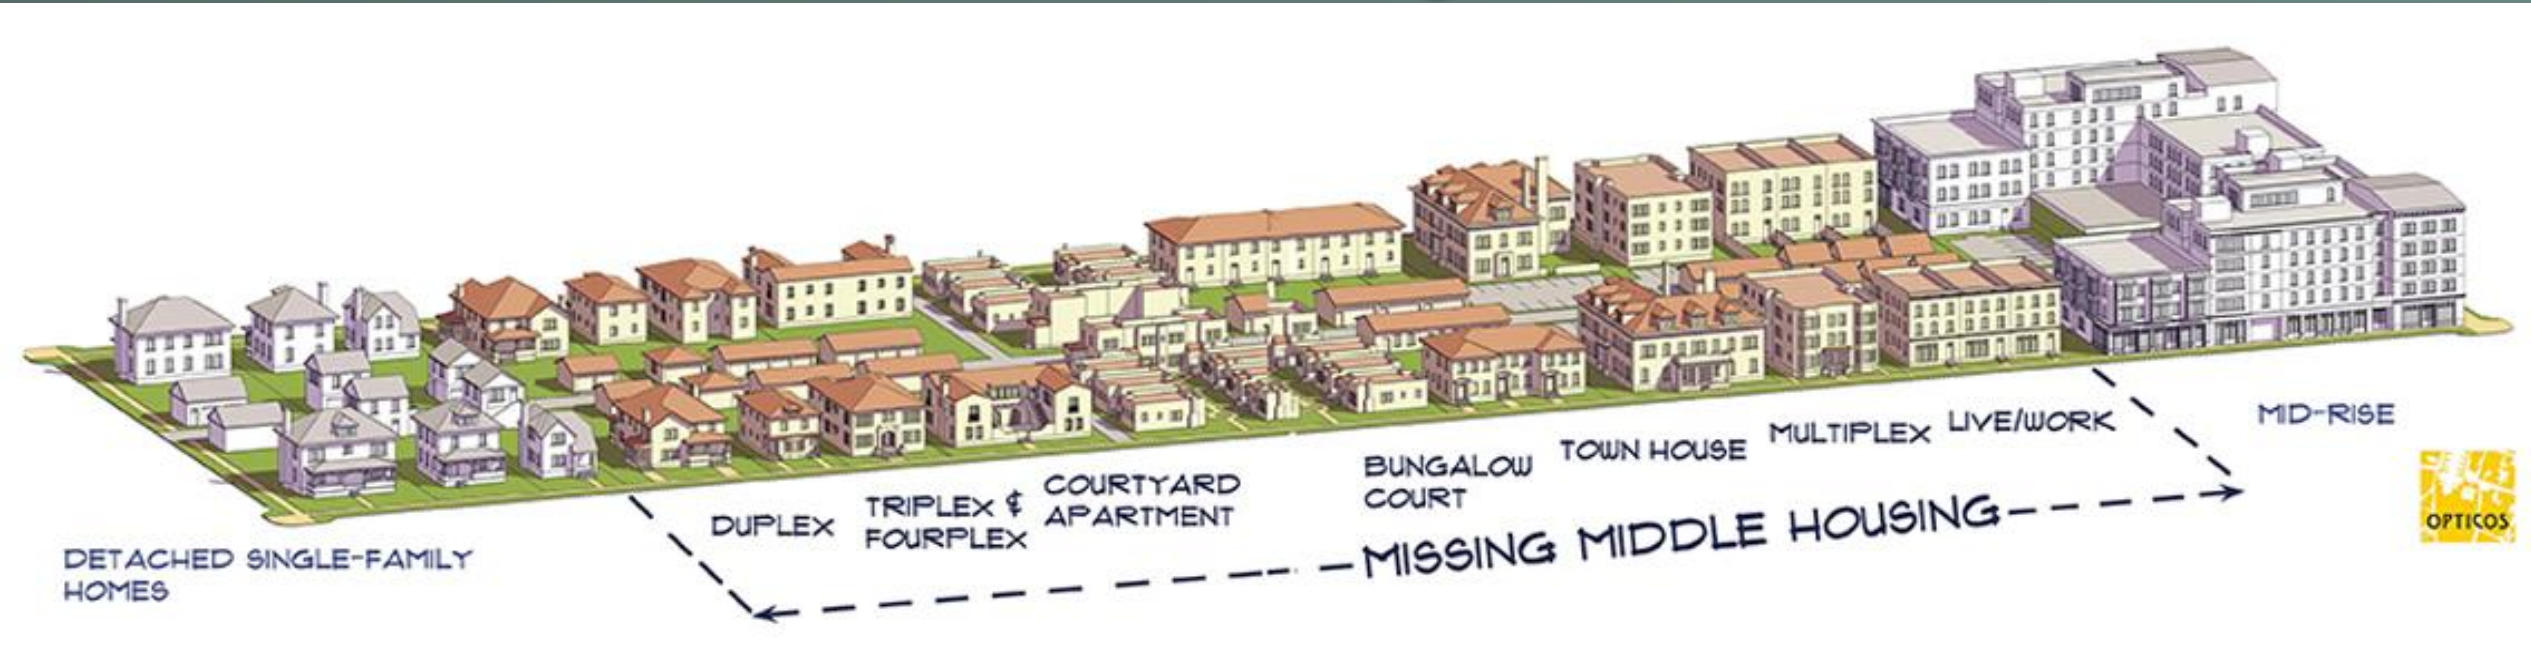 DETACHED SINGLE-FAMILY
HOMES
DUPLEX
TRIPLEX &
FOURPLEX
COURTYARD
APARTMENT
BUNGALOW
COURT
TOWN HOUSE
MULTIPLEX
LIVE/WORK
MISSING MIDDLE HOUSING
MID-RISE
OPTICOS